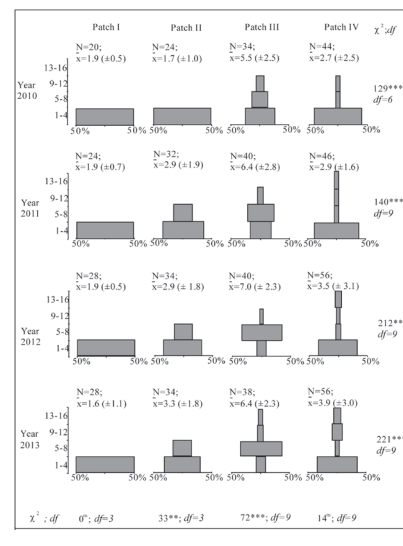 Patch I Patch II Patch III Patch IV χ²;df
N=20; N=24; N=34; N=44;
x=1.9 (±0.5) x=1.7 (±1.0) x=5.5 (±2.5) x=2.7 (±2.5)
Year 2010
13-16
9-12
5-8
1-4
129***
df=6
50% 50% 50% 50% 50% 50% 50%
N=24; N=32; N=40; N=46;
x=1.9 (±0.7) x=2.9 (±1.9) x=6.4 (±2.8) x=2.9 (±1.6)
Year 2011
13-16
9-12
5-8
1-4
140***
df=9
50% 50% 50% 50% 50% 50% 50% 50%
N=28; N=34; N=40; N=56;
x=1.9 (±0.5) x=2.9 (± 1.8) x=7.0 (± 2.3) x=3.5 (± 3.1)
Year 2012
13-16
9-12
5-8
1-4
212**
df=9
50% 50% 50% 50% 50% 50% 50%
N=28; N=34; N=38; N=56;
x=1.6 (±1.1) x=3.3 (±1.8) x=6.4 (±2.3) x=3.9 (±3.0)
Year 2013
13-16
9-12
5-8
1-4
221***
df=9
50% 50% 50% 50% 50% 50% 50%
χ² ; df 0 ; df=3 33**; df=3 72***; df=9 14 ; df=9